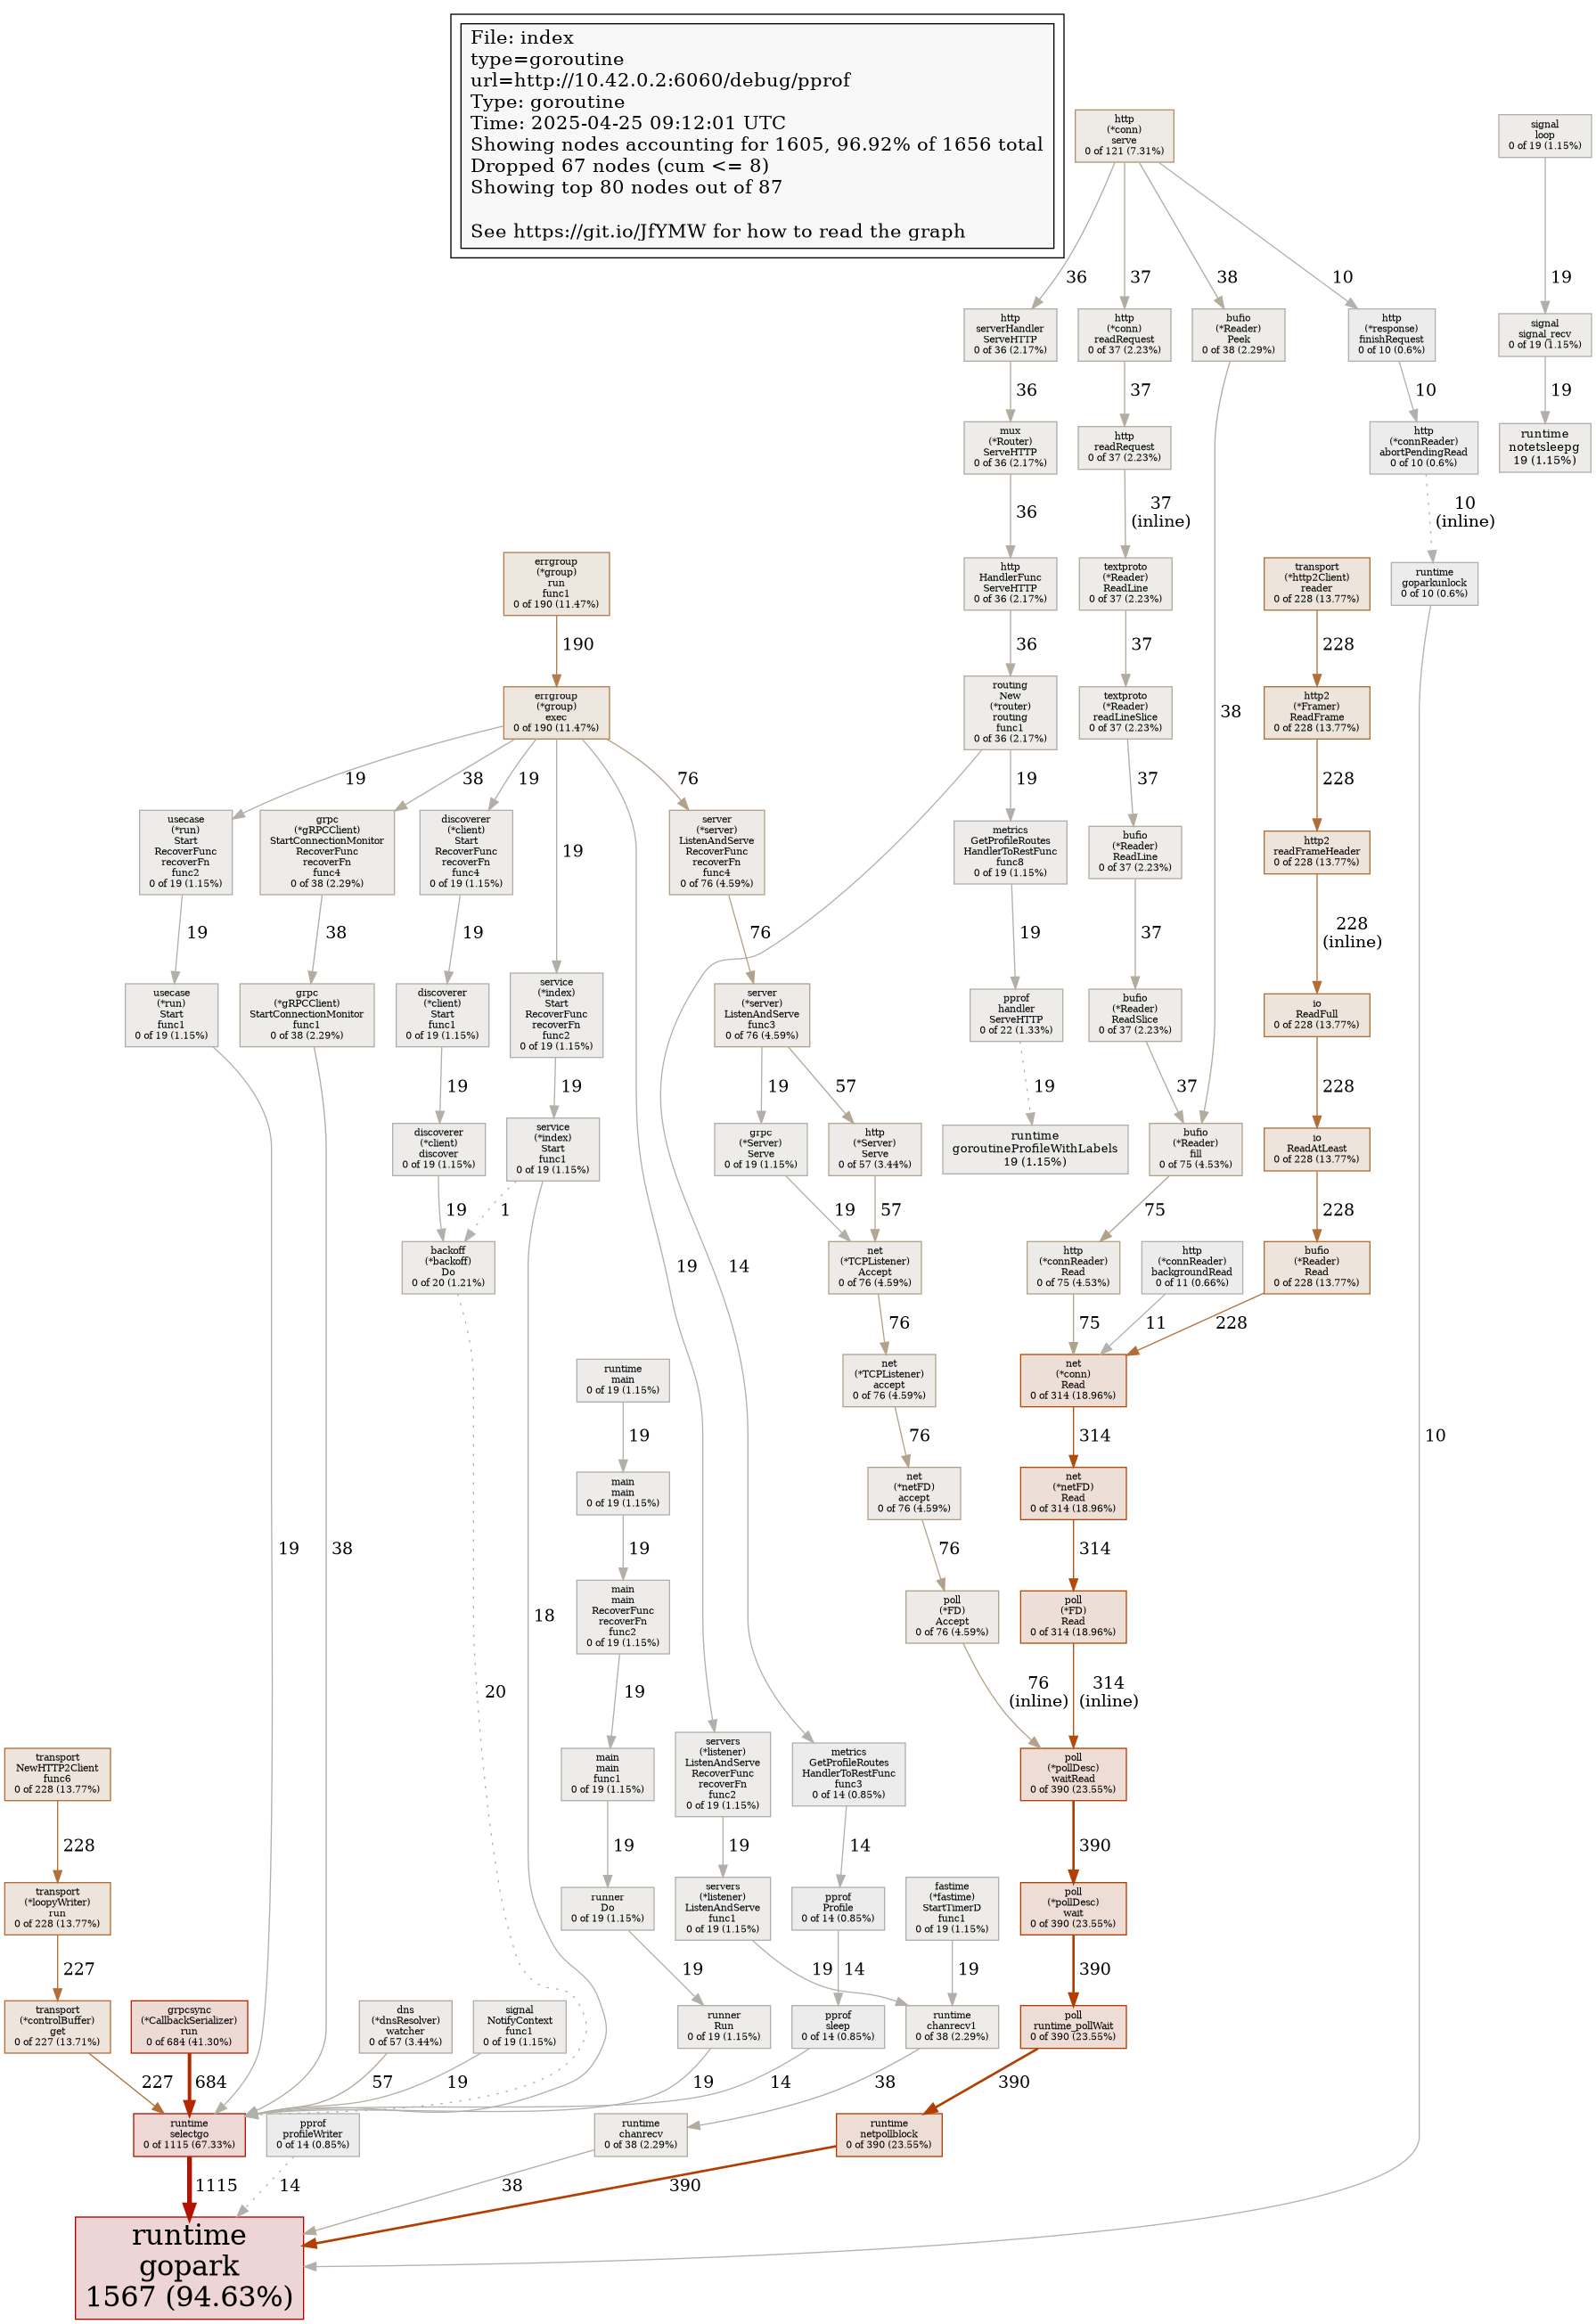 File: index
type=goroutine
url=http://10.42.0.2:6060/debug/pprof
Type: goroutine
Time: 2025-04-25 09:12:01 UTC
Showing nodes accounting for 1605, 96.92% of 1656 total
Dropped 67 nodes (cum <= 8)
Showing top 80 nodes out of 87
See https://git.io/JfYMW for how to read the graph
http
(*conn)
serve
0 of 121 (7.31%)
signal
loop
0 of 19 (1.15%)
36
37
38
10
19
http
serverHandler
ServeHTTP
0 of 36 (2.17%)
http
(*conn)
readRequest
0 of 37 (2.23%)
bufio
(*Reader)
Peek
0 of 38 (2.29%)
http
(*response)
finishRequest
0 of 10 (0.6%)
signal
signal_recv
0 of 19 (1.15%)
36
37
10
19
mux
(*Router)
ServeHTTP
0 of 36 (2.17%)
http
readRequest
0 of 37 (2.23%)
http
(*connReader)
abortPendingRead
0 of 10 (0.6%)
runtime
notetsleepg
19 (1.15%)
36
37
(inline)
10
(inline)
errgroup
(*group)
run
func1
0 of 190 (11.47%)
http
HandlerFunc
ServeHTTP
0 of 36 (2.17%)
textproto
(*Reader)
ReadLine
0 of 37 (2.23%)
transport
(*http2Client)
reader
0 of 228 (13.77%)
runtime
goparkunlock
0 of 10 (0.6%)
190
36
37
228
errgroup
(*group)
exec
0 of 190 (11.47%)
routing
New
(*router)
routing
func1
0 of 36 (2.17%)
textproto
(*Reader)
readLineSlice
0 of 37 (2.23%)
38
http2
(*Framer)
ReadFrame
0 of 228 (13.77%)
19
38
19
19
76
19
37
228
usecase
(*run)
Start
RecoverFunc
recoverFn
func2
0 of 19 (1.15%)
grpc
(*gRPCClient)
StartConnectionMonitor
RecoverFunc
recoverFn
func4
0 of 38 (2.29%)
discoverer
(*client)
Start
RecoverFunc
recoverFn
func4
0 of 19 (1.15%)
server
(*server)
ListenAndServe
RecoverFunc
recoverFn
func4
0 of 76 (4.59%)
metrics
GetProfileRoutes
HandlerToRestFunc
func8
0 of 19 (1.15%)
bufio
(*Reader)
ReadLine
0 of 37 (2.23%)
http2
readFrameHeader
0 of 228 (13.77%)
19
38
19
76
19
37
228
(inline)
usecase
(*run)
Start
func1
0 of 19 (1.15%)
grpc
(*gRPCClient)
StartConnectionMonitor
func1
0 of 38 (2.29%)
discoverer
(*client)
Start
func1
0 of 19 (1.15%)
service
(*index)
Start
RecoverFunc
recoverFn
func2
0 of 19 (1.15%)
server
(*server)
ListenAndServe
func3
0 of 76 (4.59%)
pprof
handler
ServeHTTP
0 of 22 (1.33%)
bufio
(*Reader)
ReadSlice
0 of 37 (2.23%)
io
ReadFull
0 of 228 (13.77%)
19
19
19
57
19
37
228
discoverer
(*client)
discover
0 of 19 (1.15%)
service
(*index)
Start
func1
0 of 19 (1.15%)
grpc
(*Server)
Serve
0 of 19 (1.15%)
http
(*Server)
Serve
0 of 57 (3.44%)
runtime
goroutineProfileWithLabels
19 (1.15%)
bufio
(*Reader)
fill
0 of 75 (4.53%)
io
ReadAtLeast
0 of 228 (13.77%)
19
1
19
57
75
228
backoff
(*backoff)
Do
0 of 20 (1.21%)
19
14
net
(*TCPListener)
Accept
0 of 76 (4.59%)
http
(*connReader)
Read
0 of 75 (4.53%)
http
(*connReader)
backgroundRead
0 of 11 (0.66%)
bufio
(*Reader)
Read
0 of 228 (13.77%)
76
75
11
228
runtime
main
0 of 19 (1.15%)
net
(*TCPListener)
accept
0 of 76 (4.59%)
net
(*conn)
Read
0 of 314 (18.96%)
19
76
314
10
main
main
0 of 19 (1.15%)
net
(*netFD)
accept
0 of 76 (4.59%)
net
(*netFD)
Read
0 of 314 (18.96%)
19
38
19
76
314
main
main
RecoverFunc
recoverFn
func2
0 of 19 (1.15%)
18
poll
(*FD)
Accept
0 of 76 (4.59%)
poll
(*FD)
Read
0 of 314 (18.96%)
20
19
76
(inline)
314
(inline)
transport
NewHTTP2Client
func6
0 of 228 (13.77%)
main
main
func1
0 of 19 (1.15%)
servers
(*listener)
ListenAndServe
RecoverFunc
recoverFn
func2
0 of 19 (1.15%)
metrics
GetProfileRoutes
HandlerToRestFunc
func3
0 of 14 (0.85%)
poll
(*pollDesc)
waitRead
0 of 390 (23.55%)
228
19
19
14
390
transport
(*loopyWriter)
run
0 of 228 (13.77%)
runner
Do
0 of 19 (1.15%)
servers
(*listener)
ListenAndServe
func1
0 of 19 (1.15%)
pprof
Profile
0 of 14 (0.85%)
fastime
(*fastime)
StartTimerD
func1
0 of 19 (1.15%)
poll
(*pollDesc)
wait
0 of 390 (23.55%)
227
19
19
14
19
390
transport
(*controlBuffer)
get
0 of 227 (13.71%)
grpcsync
(*CallbackSerializer)
run
0 of 684 (41.30%)
dns
(*dnsResolver)
watcher
0 of 57 (3.44%)
signal
NotifyContext
func1
0 of 19 (1.15%)
runner
Run
0 of 19 (1.15%)
pprof
sleep
0 of 14 (0.85%)
runtime
chanrecv1
0 of 38 (2.29%)
poll
runtime_pollWait
0 of 390 (23.55%)
227
684
57
19
19
14
38
390
runtime
selectgo
0 of 1115 (67.33%)
pprof
profileWriter
0 of 14 (0.85%)
runtime
chanrecv
0 of 38 (2.29%)
runtime
netpollblock
0 of 390 (23.55%)
1115
14
38
390
runtime
gopark
1567 (94.63%)